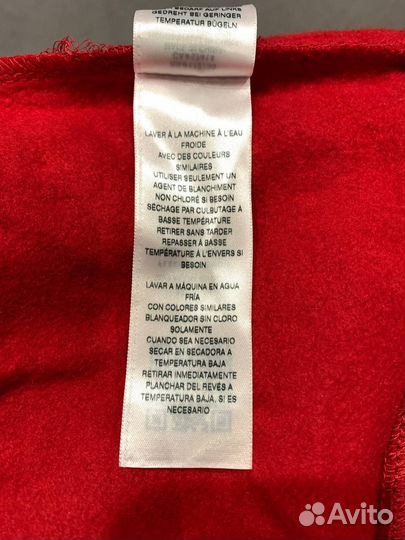 BEDARF AUF LINKS
GEDREHT BEI GERINGER
TEMPERATUR BÜGELN
LAVER À LA MACHINE À L'EAU
FROIDE
AVEC DES COULEURS
SIMILAIRES
UTILISER SEULEMENT UN
AGENT DE BLANCHIMENT
NON CHLORÉ SI BESOIN
SÉCHAGE PAR CULBUTAGE À
BASSE TEMPÉRATURE
RETIRER SANS TARDER
REPASSER À BASSE
TEMPÉRATURE À L'ENVERS SI
BESOIN
LAVAR A MÁQUINA EN AGUA
FRÍA
CON COLORES SIMILARES
BLANQUEADOR SIN CLORO
SOLAMENTE
CUANDO SEA NECESARIO
SECAR EN SECADORA A
TEMPERATURA BAJA
RETIRAR INMEDIATAMENTE
PLANCHAR DEL REVÉS A
TEMPERATURA BAJA, SI ES
NECESARIO
Avito